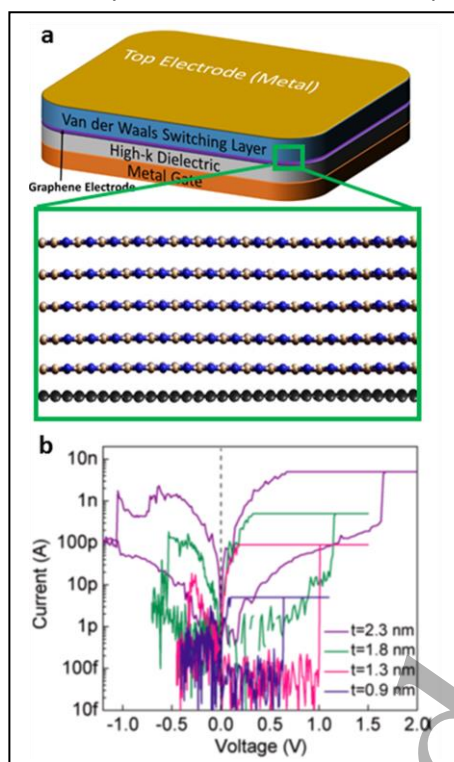 a
Top Electrode (Metal)
Van der Waals Switching Layer
High-k Dielectric
Graphene Electrode
Metal Gate
b
10n
1n
100p
10p
1p
100f
10f
Current (A)
t=2.3 nm
t=1.8 nm
t=1.3 nm
t=0.9 nm
-1.0 -0.5 0.0 0.5 1.0 1.5 2.0
Voltage (V)